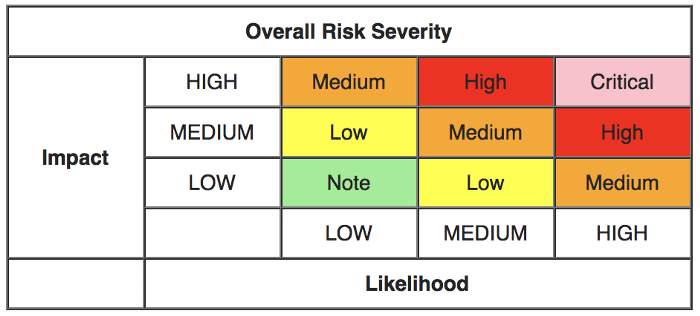 Overall Risk Severity
HIGH Medium High Critical
MEDIUM Low Medium High
Impact
LOW Note Low Medium
LOW MEDIUM HIGH
Likelihood